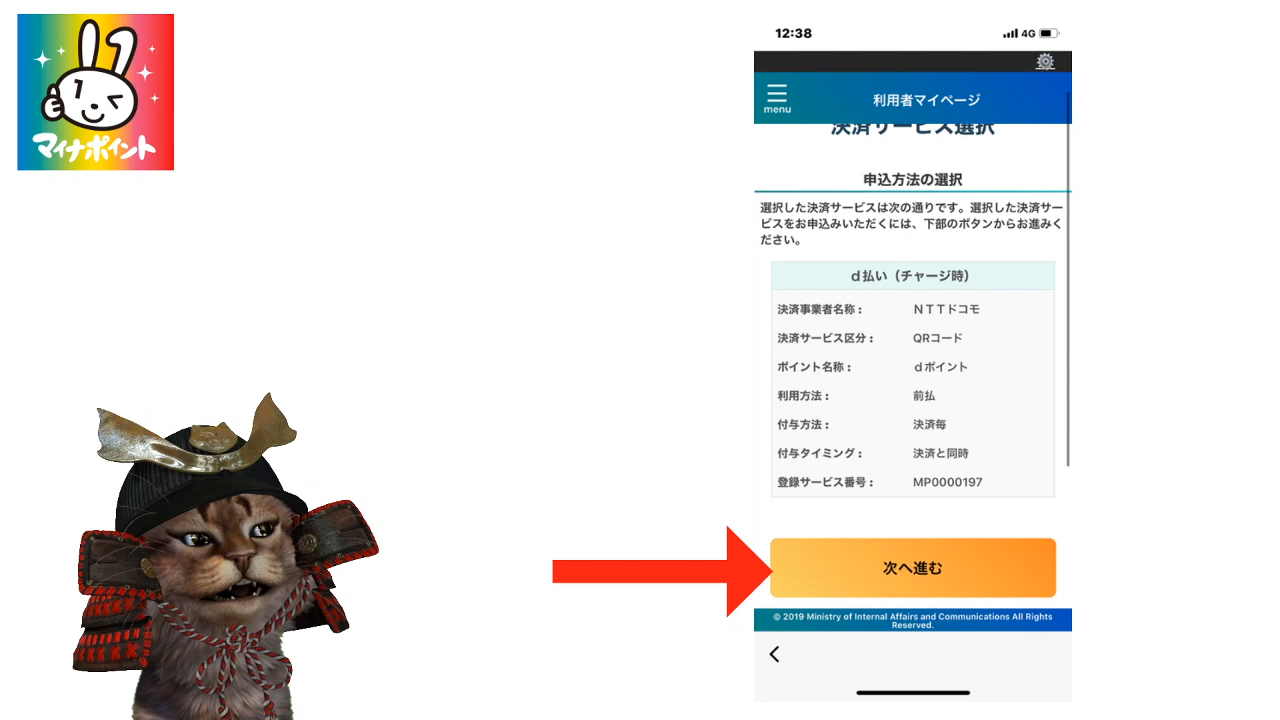 マイナポイント
12:38
4G
menu
利用者マイページ
決済サービス選択
申込方法の選択
選択した決済サービスは次の通りです。選択した決済サー
ビスをお申込みいただくには、下部のボタンからお進みく
ださい。
ｄ払い（チャージ時）
決済事業者名称： ＮＴＴドコモ
決済サービス区分： QRコード
ポイント名称： ｄポイント
利用方法： 前払
付与方法： 決済毎
付与タイミング： 決済と同時
登録サービス番号： MP0000197
次へ進む
© 2019 Ministry of Internal Affairs and Communications All Rights
Reserved.